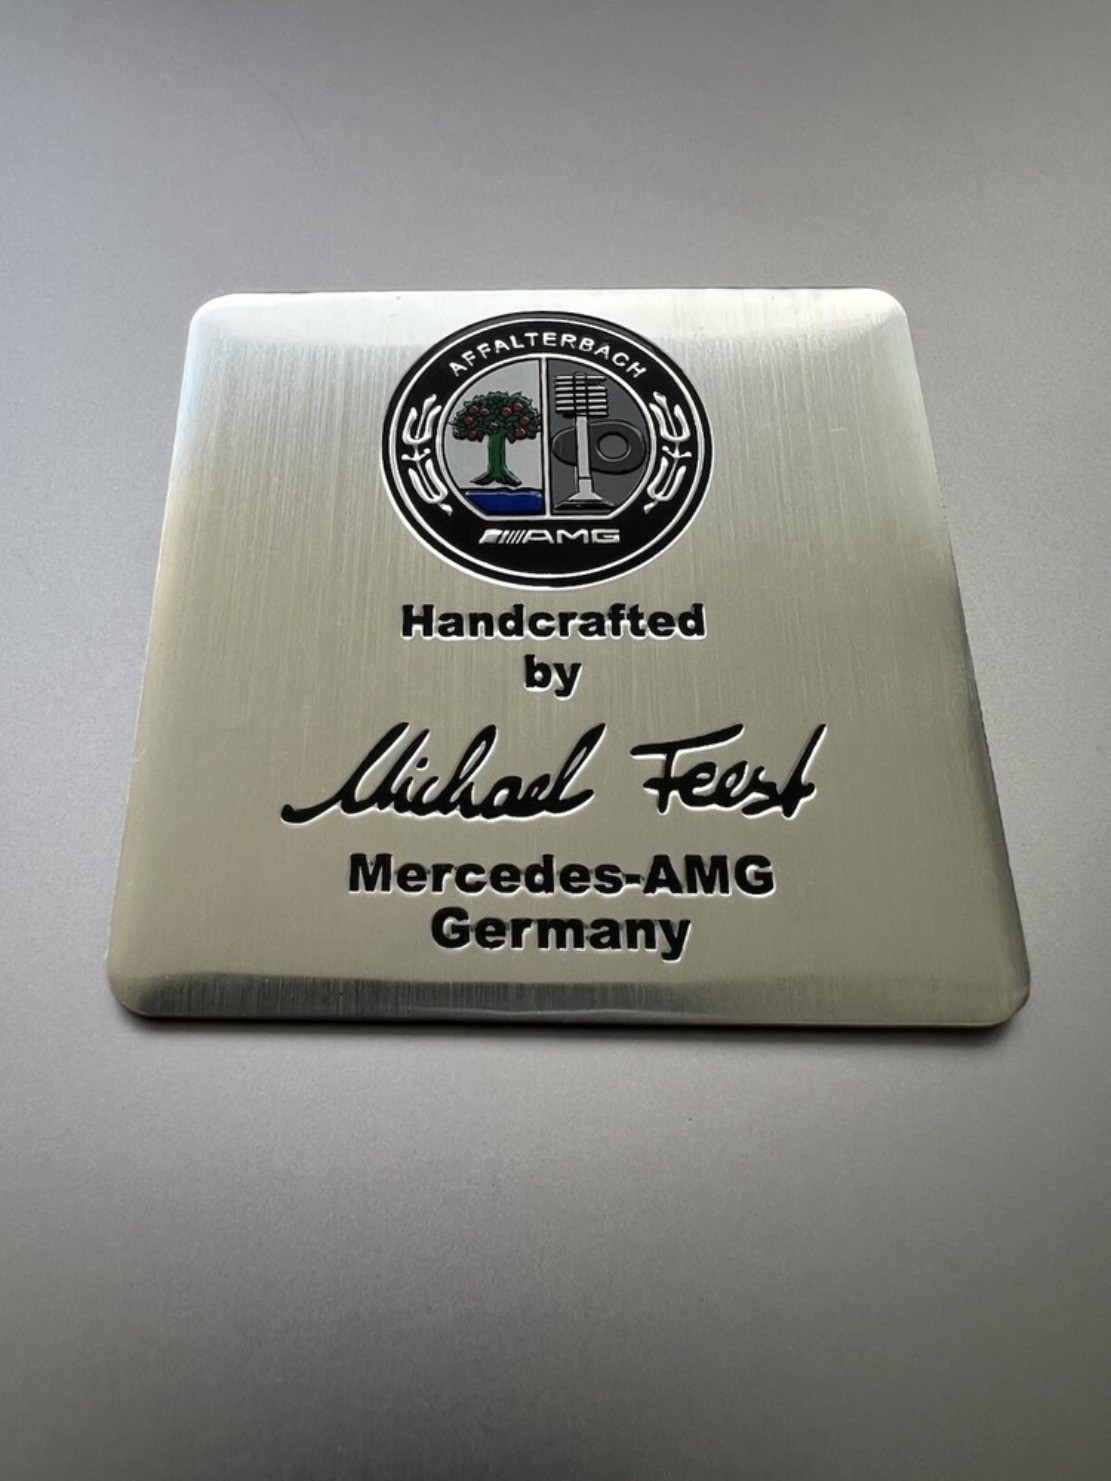 AFFALTERBACH
AMG
Handcrafted
by
Michael Feest
Mercedes-AMG
Germany